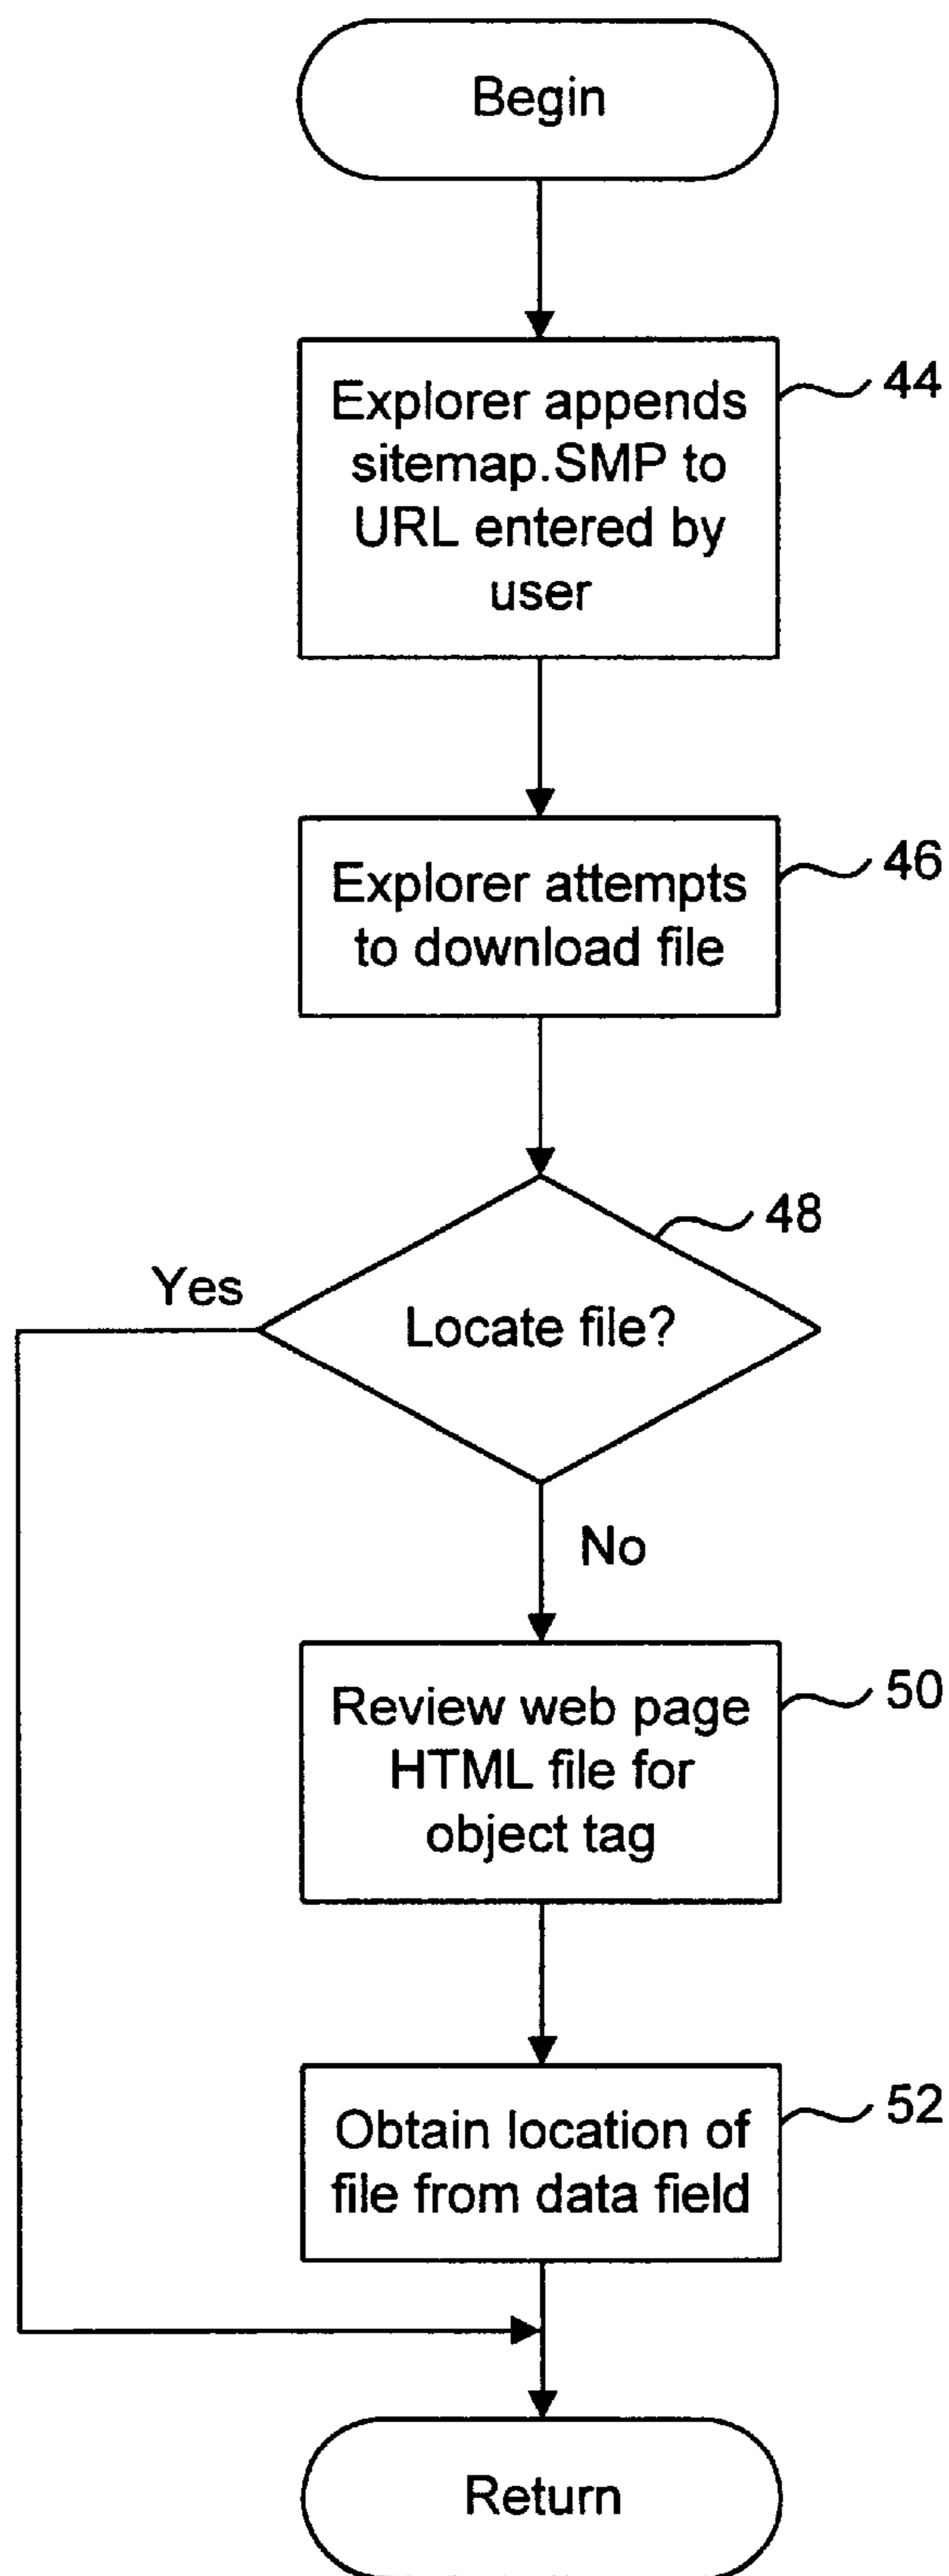 Begin
Explorer appends
sitemap.SMP to
URL entered by
user
44
Explorer attempts
to download file
46
48
Yes
Locate file?
No
Review web page
HTML file for
object tag
50
Obtain location of
file from data field
52
Return